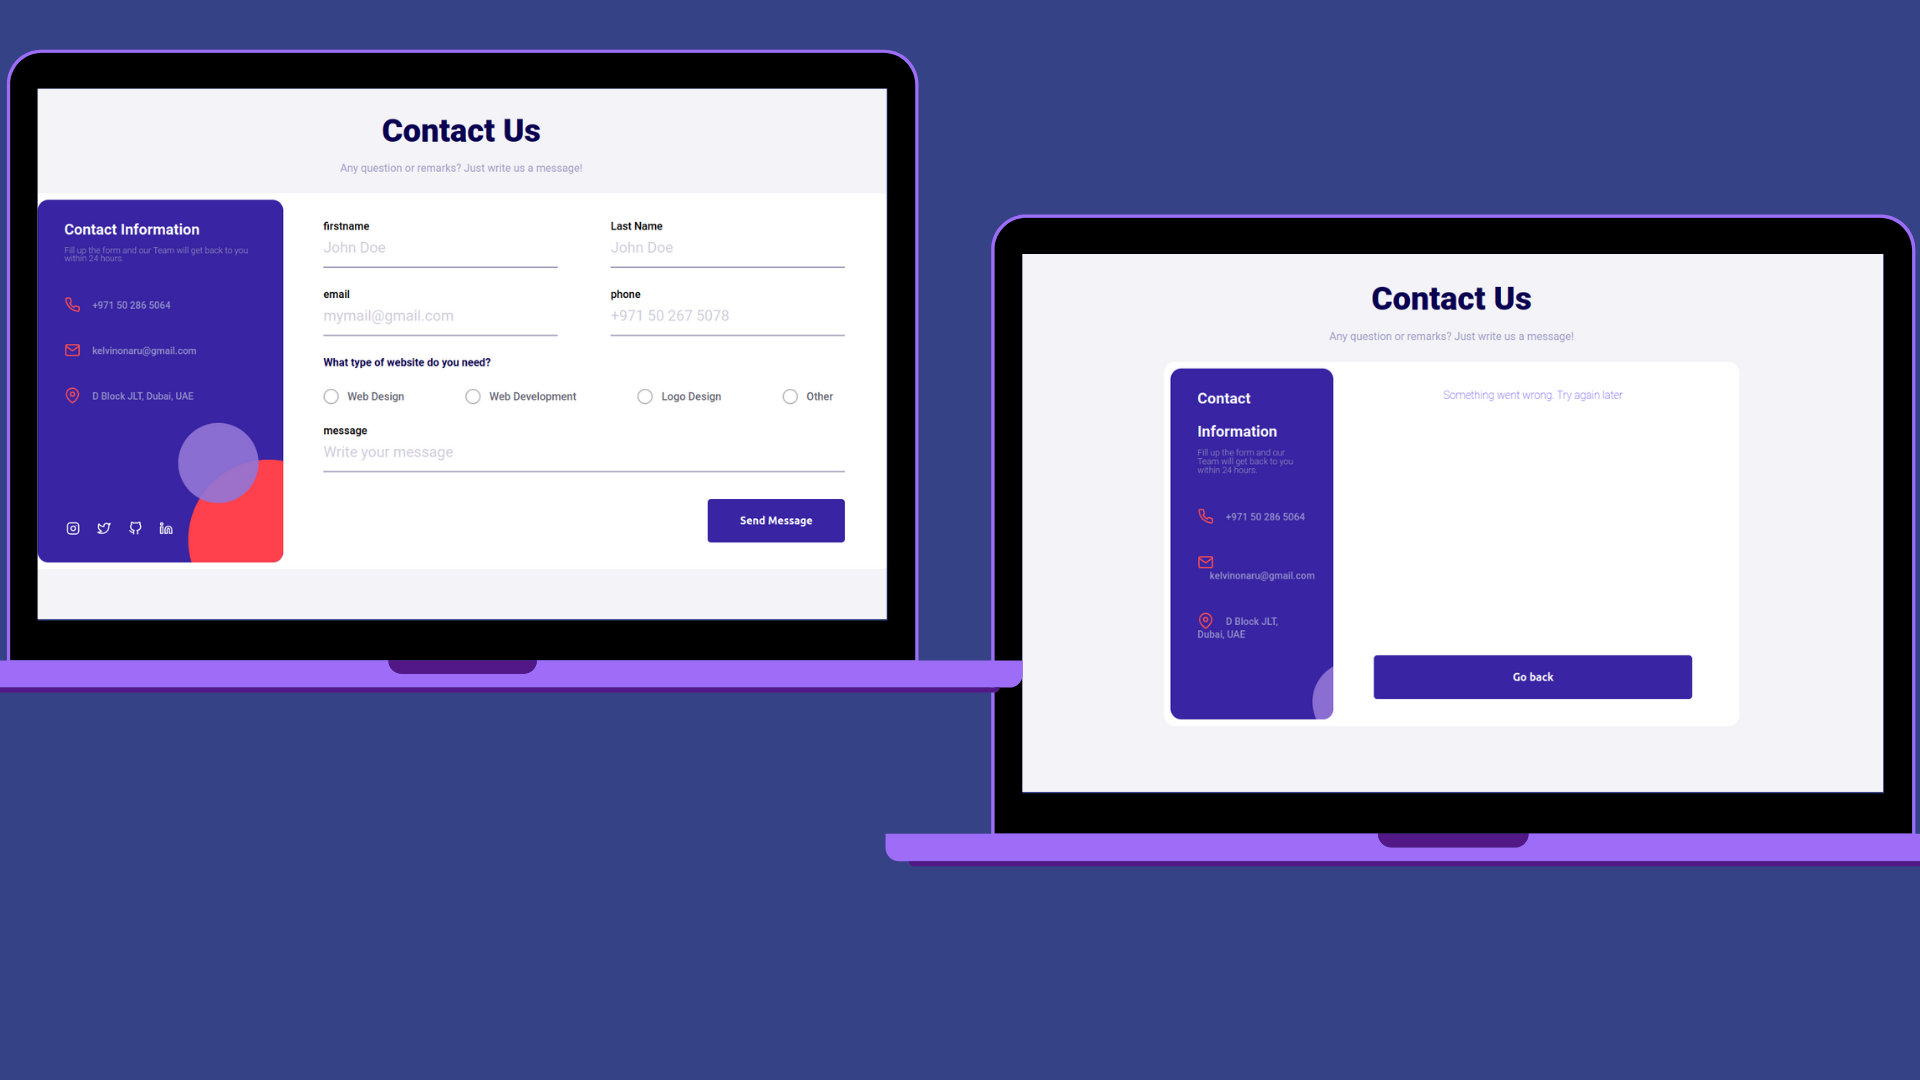 Contact Us
Any question or remarks? Just write us a message!
Contact Information
Fill up the form and our Team will get back to you
within 24 hours.
+971 50 286 5064
kelvinonaru@gmail.com
D Block JLT, Dubai, UAE
firstname
John Doe
Last Name
John Doe
email
mymail@gmail.com
phone
+971 50 267 5078
What type of website do you need?
Web Design
Web Development
Logo Design
Other
message
Write your message
Send Message
Contact Us
Any question or remarks? Just write us a message!
Contact
Information
Fill up the form and our
Team will get back to you
within 24 hours.
+971 50 286 5064
kelvinonaru@gmail.com
D Block JLT,
Dubai, UAE
Something went wrong. Try again later
Go back